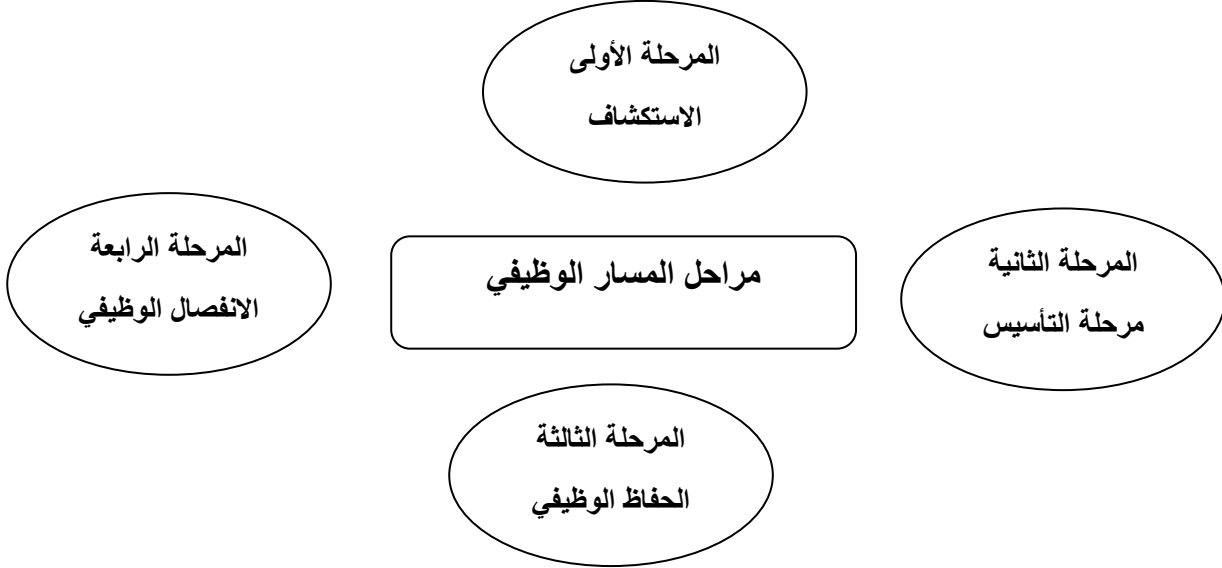 المرحلة الأولى
الاستكشاف
مراحل المسار الوظيفي
المرحلة الثانية
مرحلة التأسيس
المرحلة الثالثة
الحفاظ الوظيفي
المرحلة الرابعة
الانفصال الوظيفي